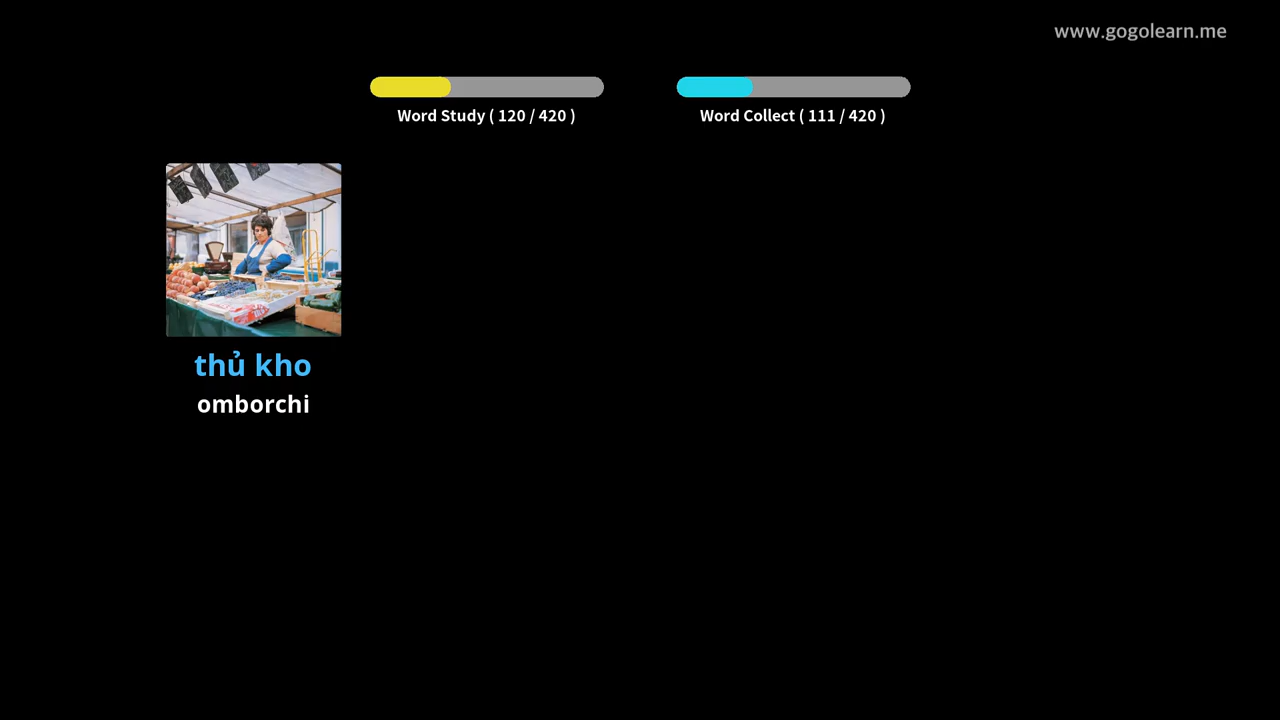 www.gogolearn.me
Word Study ( 120 / 420 )
Word Collect ( 111 / 420 )
thủ kho
omborchi